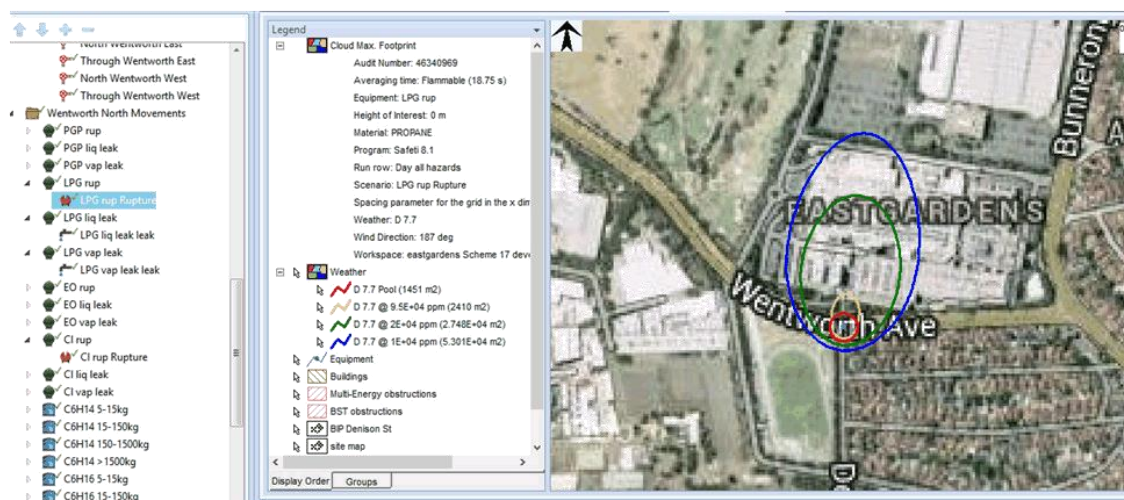 North Wentworth East
Through Wentworth East
North Wentworth West
Through Wentworth West
Wentworth North Movements
PGP rup
PGP liq leak
PGP vap leak
LPG rup
LPG rup Rupture
LPG liq leak
LPG liq leak leak
LPG vap leak
LPG vap leak leak
EO rup
EO liq leak
EO vap leak
Cl rup
Cl rup Rupture
Cl liq leak
Cl vap leak
C6H14 5-15kg
C6H14 15-150kg
C6H14 150-1500kg
C6H14 >1500kg
C6H16 5-15kg
C6H16 15-150kg
Legend
Cloud Max. Footprint
Audit Number: 46340969
Averaging time: Flammable (18.75 s)
Equipment: LPG rup
Height of Interest: 0 m
Material: PROPANE
Program: Safeti 8.1
Run row: Day all hazards
Scenario: LPG rup Rupture
Spacing parameter for the grid in the x din
Weather: D 7.7
Wind Direction: 187 deg
Workspace: eastgardens Scheme 17 deve
Weather
D 7.7 Pool (1451 m2)
D 7.7 @ 9.5E+04 ppm (2410 m2)
D 7.7 @ 2E+04 ppm (2.748E+04 m2)
D 7.7 @ 1E+04 ppm (5.301E+04 m2)
Equipment
Buildings
Multi-Energy obstructions
BST obstructions
BIP Denison St
site map
Display Order
Groups
Bunneron
A
EASTGARDENS
Wentworth Ave
De